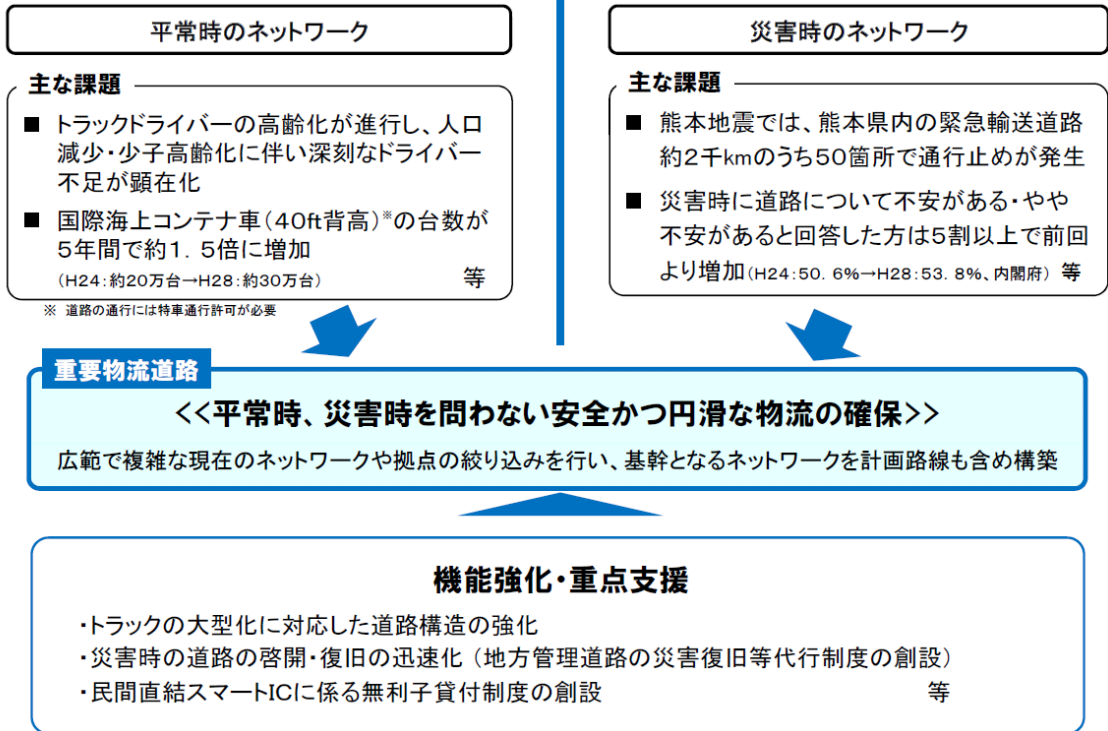 平常時のネットワーク
主な課題
■ トラックドライバーの高齢化が進行し、人口
減少・少子高齢化に伴い深刻なドライバー
不足が顕在化
■ 国際海上コンテナ車(40ft背高)※の台数が
5年間で約1.5倍に増加
(H24:約20万台→H28:約30万台) 等
※ 道路の通行には特車通行許可が必要
災害時のネットワーク
主な課題
■ 熊本地震では、熊本県内の緊急輸送道路
約2千kmのうち50箇所で通行止めが発生
■ 災害時に道路について不安がある・やや
不安があると回答した方は5割以上で前回
より増加(H24:50.6%→H28:53.8%、内閣府) 等
重要物流道路
<<平常時、災害時を問わない安全かつ円滑な物流の確保>>
広範で複雑な現在のネットワークや拠点の絞り込みを行い、基幹となるネットワークを計画路線も含め構築
機能強化・重点支援
・トラックの大型化に対応した道路構造の強化
・災害時の道路の啓開・復旧の迅速化(地方管理道路の災害復旧等代行制度の創設)
・民間直結スマートICに係る無利子貸付制度の創設 等